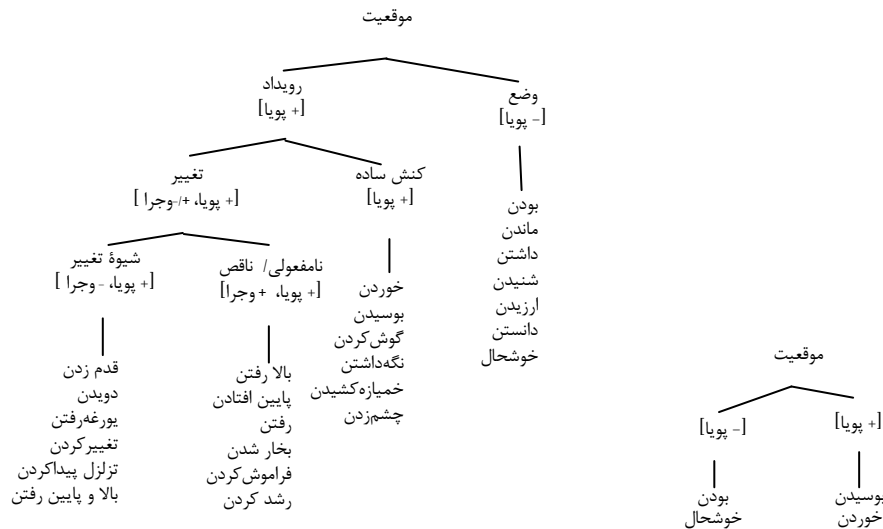 موقعیت
وضع
[– پویا]
رویداد
[+ پویا]
کنش ساده
[+ پویا]
تغییر
[+ پویا، +/-وجرا ]
نامفعولی/ ناقص
[+ پویا، + وجرا]
شیوۀ تغییر
[+ پویا، - وجرا ]
بودن
ماندن
داشتن
شنیدن
ارزیدن
دانستن
خوشحال
خوردن
بوسیدن
گوش‌کردن
نگه‌داشتن
خمیازه‌کشیدن
چشم‌زدن
بالا رفتن
پایین افتادن
رفتن
بخار شدن
فراموش‌کردن
رشد کردن
قدم زدن
دویدن
یورغه‌رفتن
تغییرکردن
تزلزل پیداکردن
بالا و پایین رفتن
موقعیت
[+ پویا]
[– پویا]
بوسیدن
خوردن
بودن
خوشحال